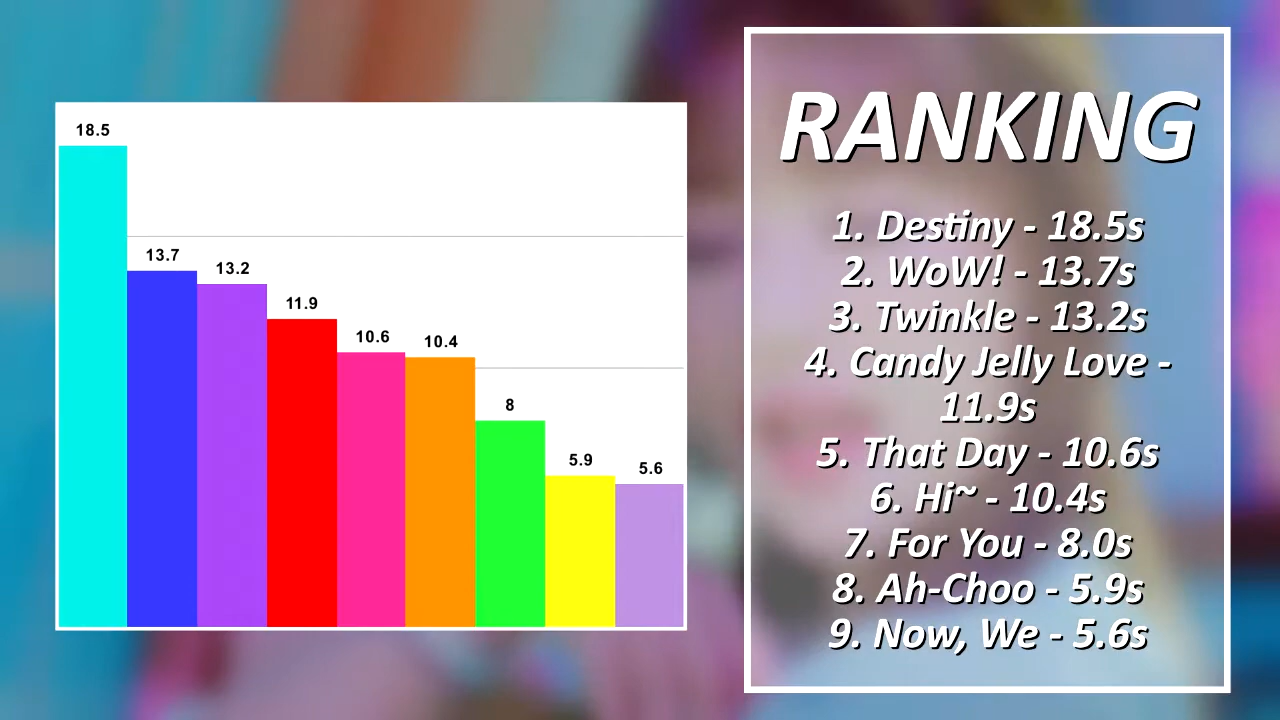 18.5
13.7
13.2
11.9
10.6
10.4
8
5.9
5.6
RANKING
1. Destiny - 18.5s
2. WoW! - 13.7s
3. Twinkle - 13.2s
4. Candy Jelly Love -
11.9s
5. That Day - 10.6s
6. Hi~ - 10.4s
7. For You - 8.0s
8. Ah-Choo - 5.9s
9. Now, We - 5.6s